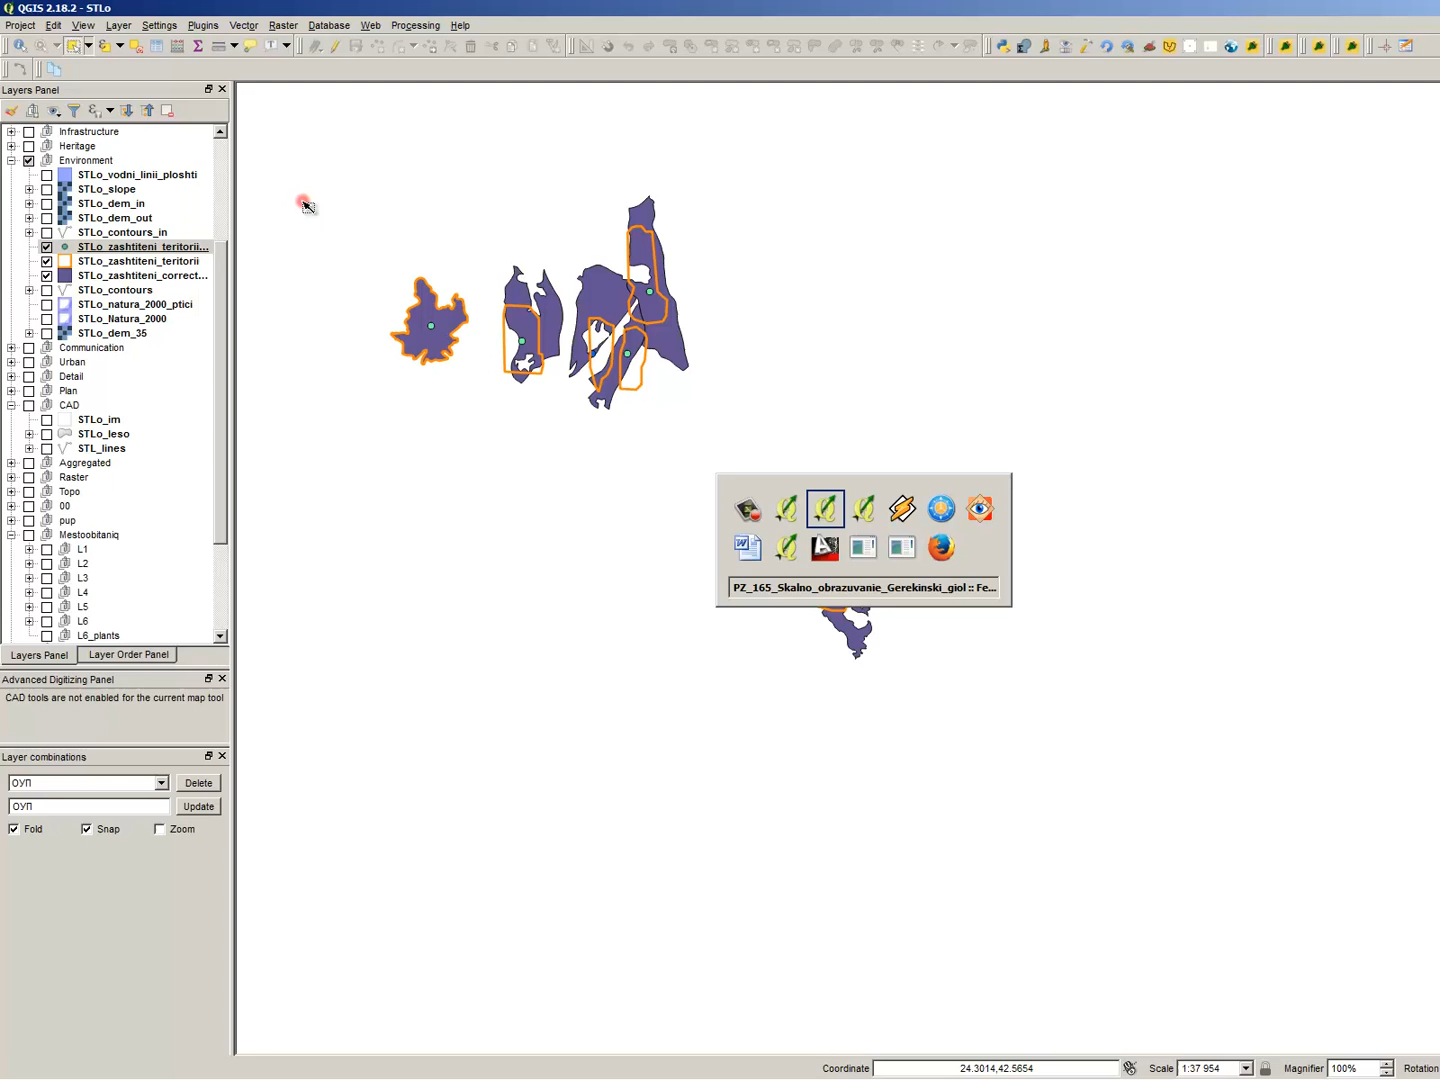 QGIS 2.18.2 - STLo
Project Edit View Layer Settings Plugins Vector Raster Database Web Processing Help
Layers Panel
Infrastructure
Heritage
Environment
STLo_vodni_linii_ploshti
STLo_slope
STLo_dem_in
STLo_dem_out
STLo_contours_in
STLo_zashtiteni_teritorii...
STLo_zashtiteni_teritorii
STLo_zashtiteni_correct...
STLo_contours
STLo_natura_2000_ptici
STLo_Natura_2000
STLo_dem_35
Communication
Urban
Detail
Plan
CAD
STLo_im
STLo_leso
STL_lines
Aggregated
Raster
Topo
00
pup
Mestoobitaniq
L1
L2
L3
L4
L5
L6
L6_plants
Layers Panel Layer Order Panel
Advanced Digitizing Panel
CAD tools are not enabled for the current map tool
Layer combinations
ОУП Delete
ОУП Update
Fold Snap Zoom
PZ_165_Skalno_obrazuvanie_Gerekinski_giol :: Fe...
Coordinate 24.3014,42.5654 Scale 1:37 954 Magnifier 100% Rotation